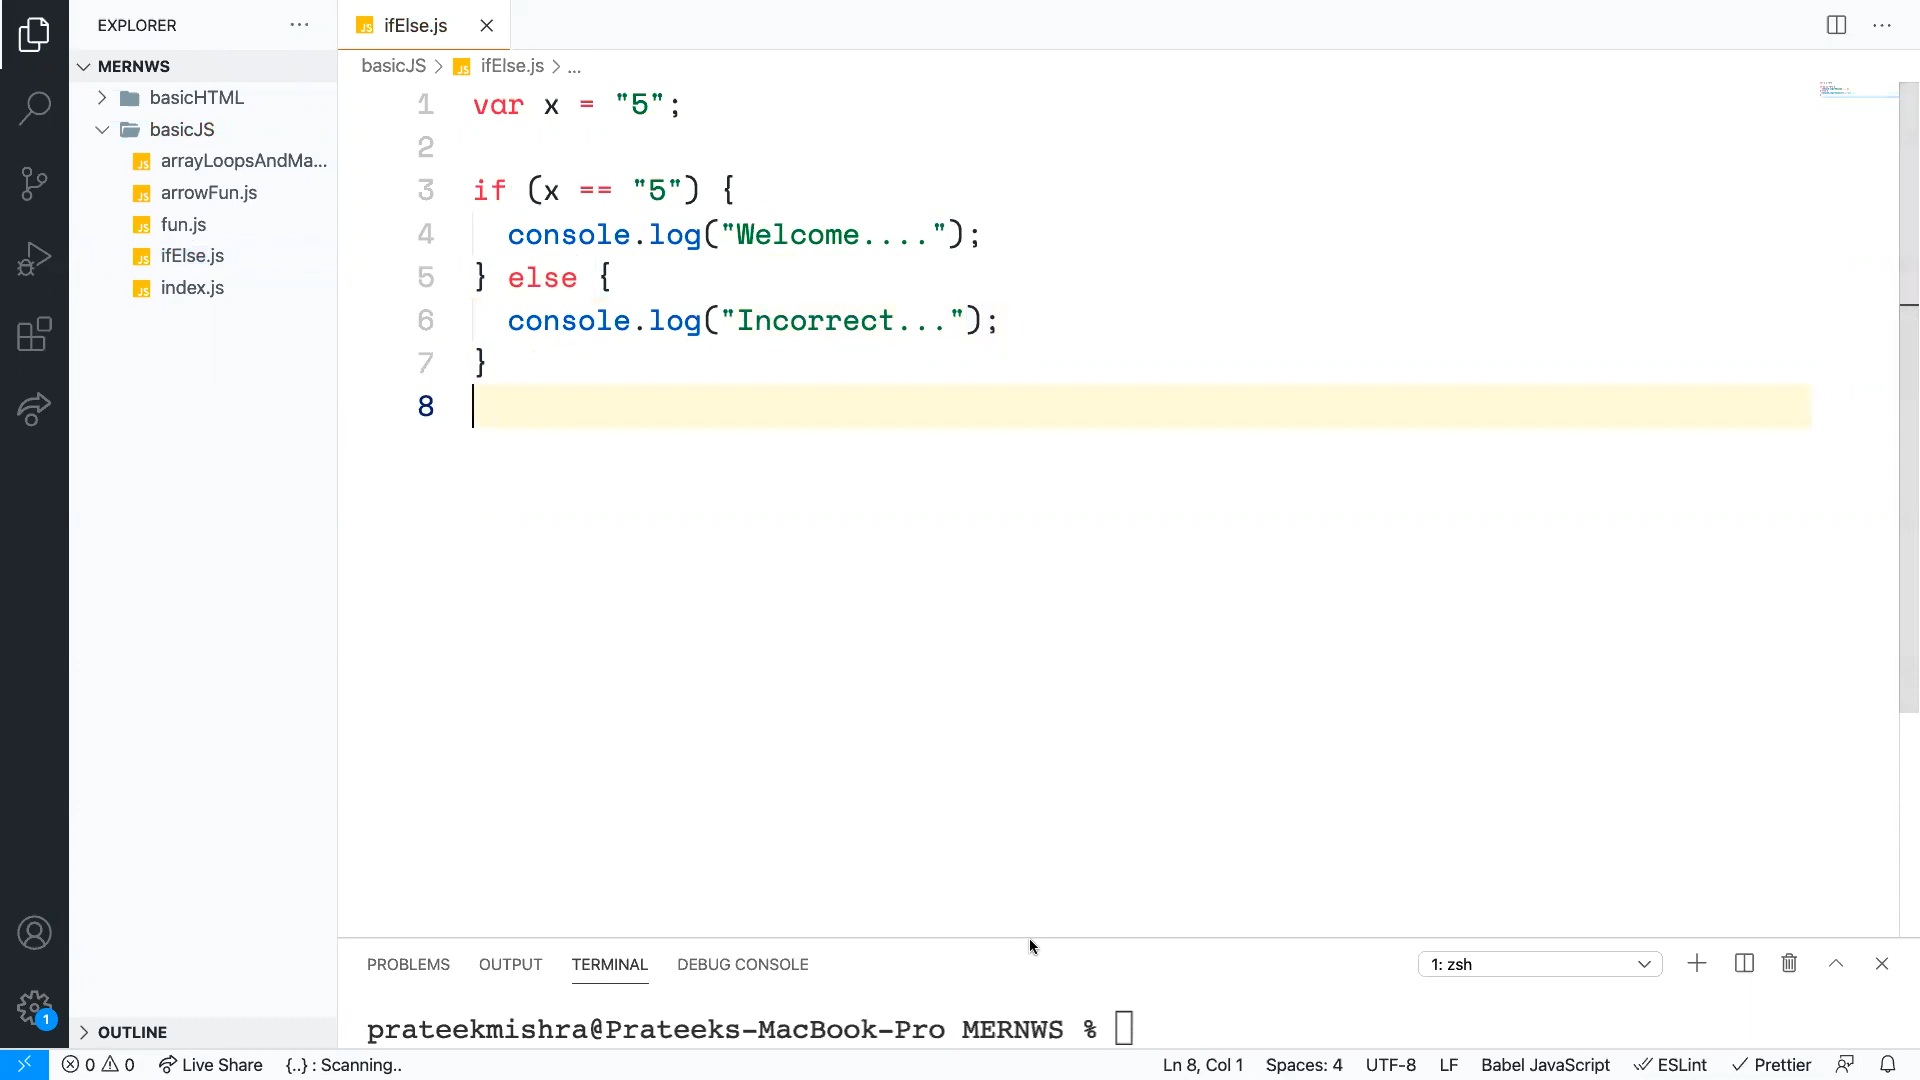 EXPLORER
MERNWS
basicHTML
basicJS
arrayLoopsAndMa...
arrowFun.js
fun.js
ifElse.js
index.js
OUTLINE
ifElse.js
basicJS > ifElse.js > ...
1 var x = "5";
2
3 if (x == "5") {
4 console.log("Welcome....");
5 } else {
6 console.log("Incorrect...");
7 }
8
PROBLEMS OUTPUT TERMINAL DEBUG CONSOLE 1: zsh
prateekmishra@Prateeks-MacBook-Pro MERNWS %
1
0 0 Live Share {..} : Scanning.. Ln 8, Col 1 Spaces: 4 UTF-8 LF Babel JavaScript ESLint Prettier